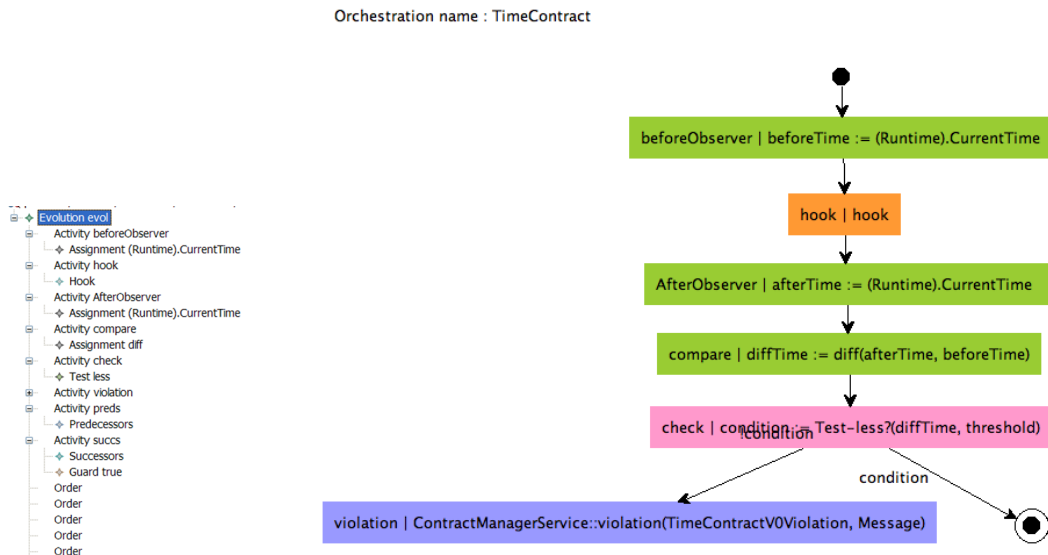 Orchestration name : TimeContract
beforeObserver | beforeTime := (Runtime).CurrentTime
hook | hook
AfterObserver | afterTime := (Runtime).CurrentTime
compare | diffTime := diff(afterTime, beforeTime)
check | condition := Test-less?(diffTime, threshold)
!condition
condition
violation | ContractManagerService::violation(TimeContractV0Violation, Message)
Evolution evol
Activity beforeObserver
Assignment (Runtime).CurrentTime
Activity hook
Hook
Activity AfterObserver
Assignment (Runtime).CurrentTime
Activity compare
Assignment diff
Activity check
Test less
Activity violation
Activity preds
Predecessors
Activity succs
Successors
Guard true
Order
Order
Order
Order
Order